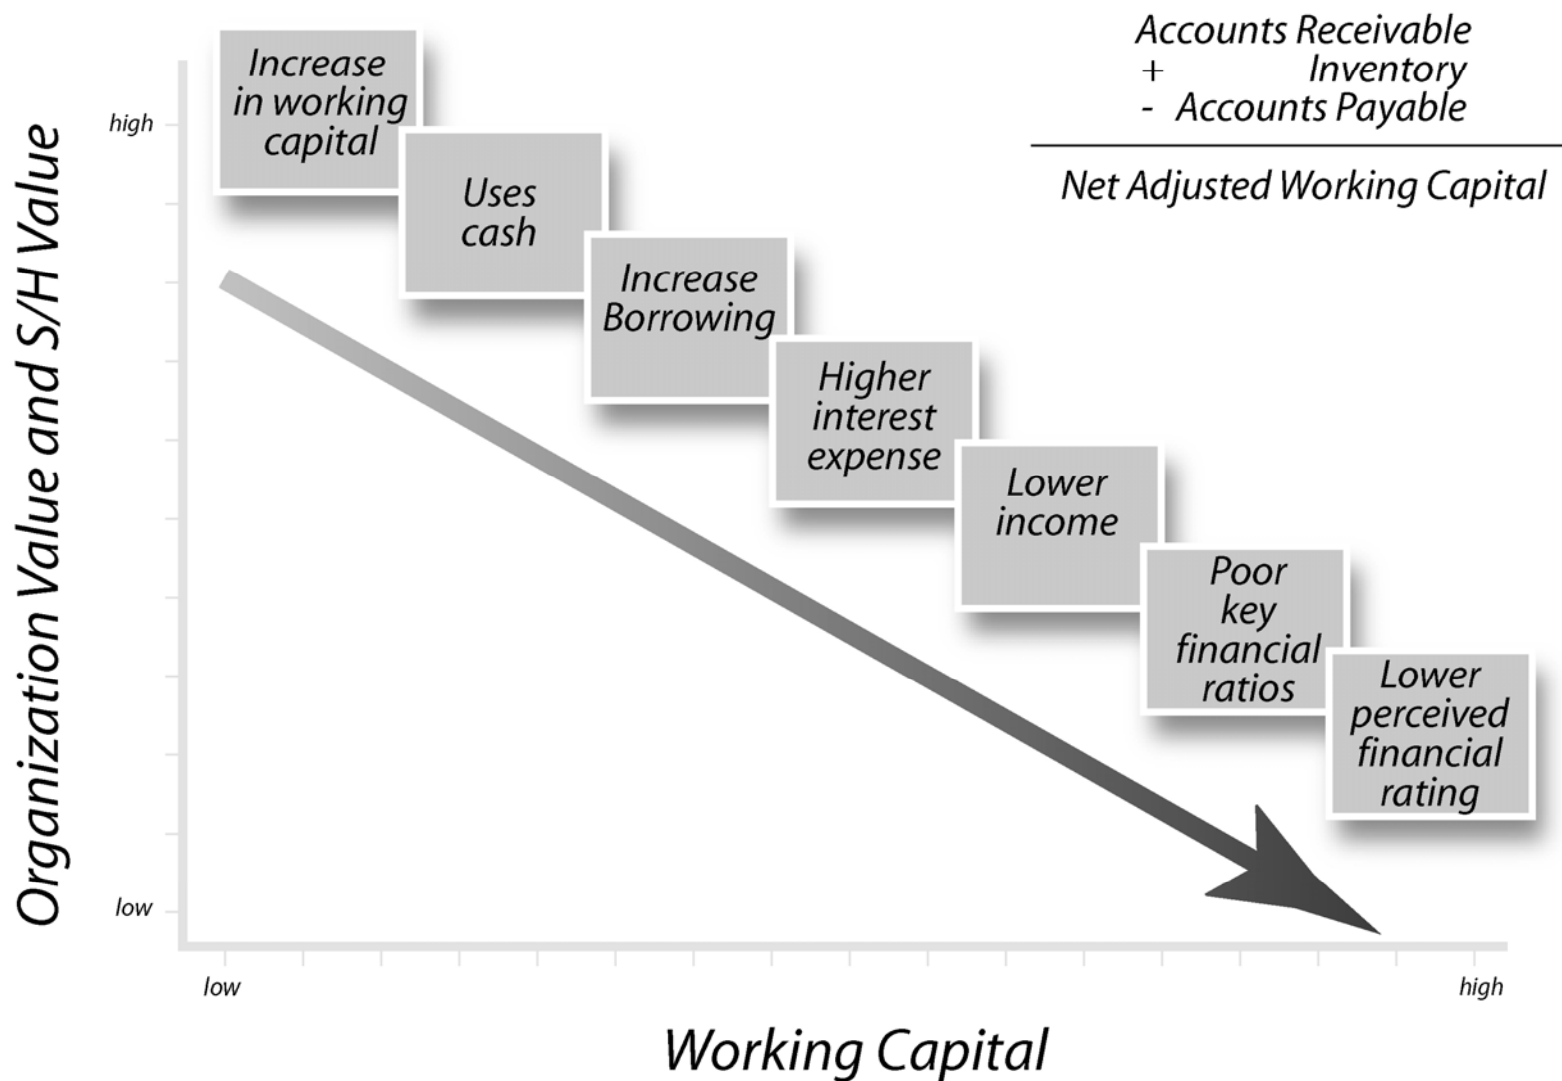 Accounts Receivable
+ Inventory
- Accounts Payable
Net Adjusted Working Capital
Organization Value and S/H Value
high
low
Increase
in working
capital
Uses
cash
Increase
Borrowing
Higher
interest
expense
Lower
income
Poor
key
financial
ratios
Lower
perceived
financial
rating
low
high
Working Capital